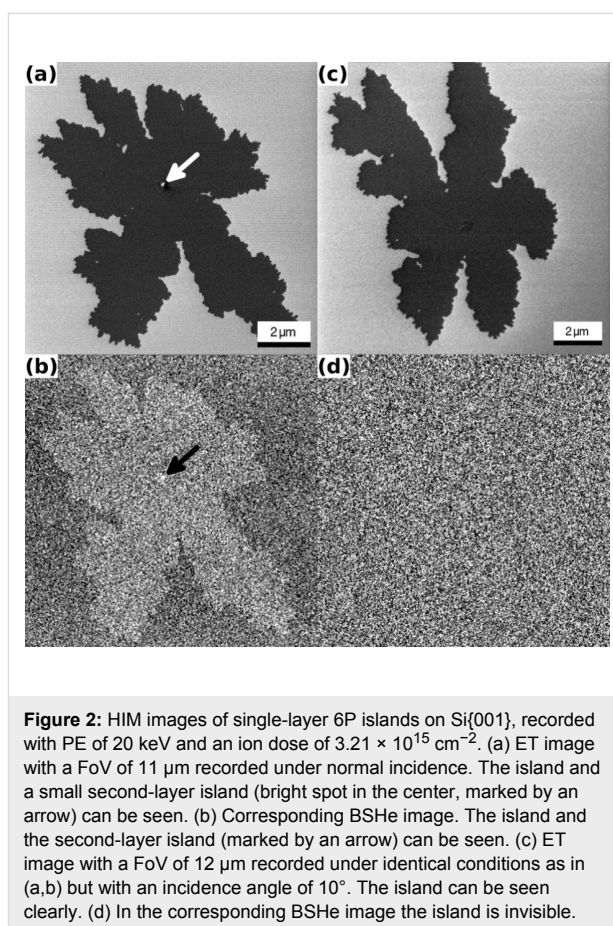 (a)
(c)
2 µm
2 µm
(b)
(d)
Figure 2: HIM images of single-layer 6P islands on Si{001}, recorded
with PE of 20 keV and an ion dose of 3.21 × 10¹⁵ cm⁻². (a) ET image
with a FoV of 11 µm recorded under normal incidence. The island and
a small second-layer island (bright spot in the center, marked by an
arrow) can be seen. (b) Corresponding BSHe image. The island and
the second-layer island (marked by an arrow) can be seen. (c) ET
image with a FoV of 12 µm recorded under identical conditions as in
(a,b) but with an incidence angle of 10°. The island can be seen
clearly. (d) In the corresponding BSHe image the island is invisible.